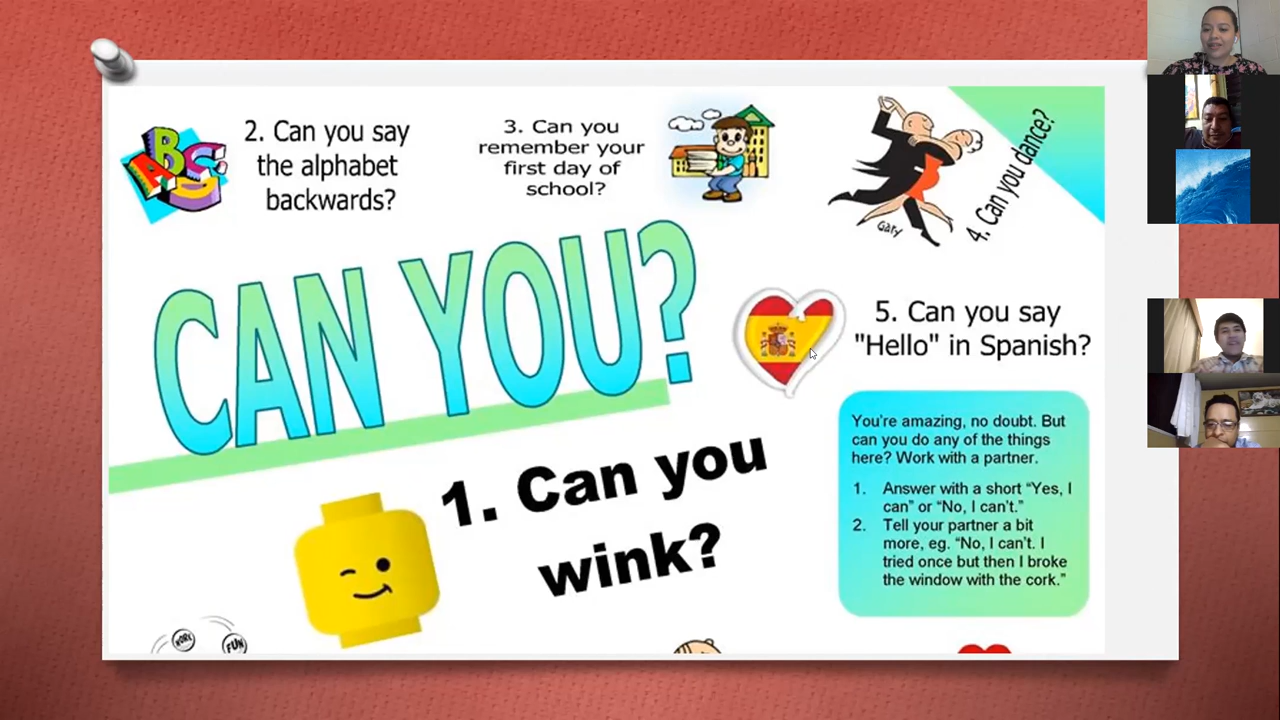 2. Can you say
the alphabet
backwards?
3. Can you
remember your
first day of
school?
4. Can you dance?
Gary
CAN YOU?
5. Can you say
"Hello" in Spanish?
1. Can you
wink?
You're amazing, no doubt. But
can you do any of the things
here? Work with a partner.
1. Answer with a short “Yes, I
can” or “No, I can't.”
2. Tell your partner a bit
more, eg. “No, I can't. I
tried once but then I broke
the window with the cork.”
WORK
FUN
ABC